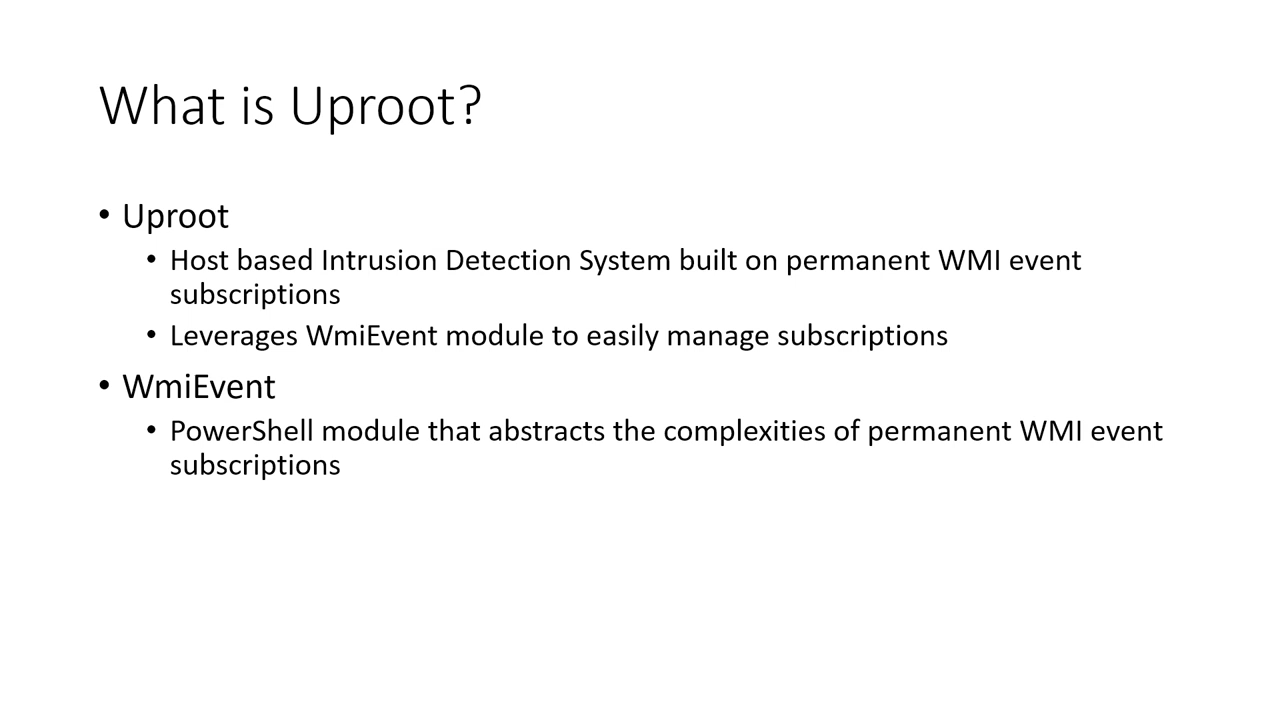 What is Uproot?
• Uproot
• Host based Intrusion Detection System built on permanent WMI event
subscriptions
• Leverages WmiEvent module to easily manage subscriptions
• WmiEvent
• PowerShell module that abstracts the complexities of permanent WMI event
subscriptions